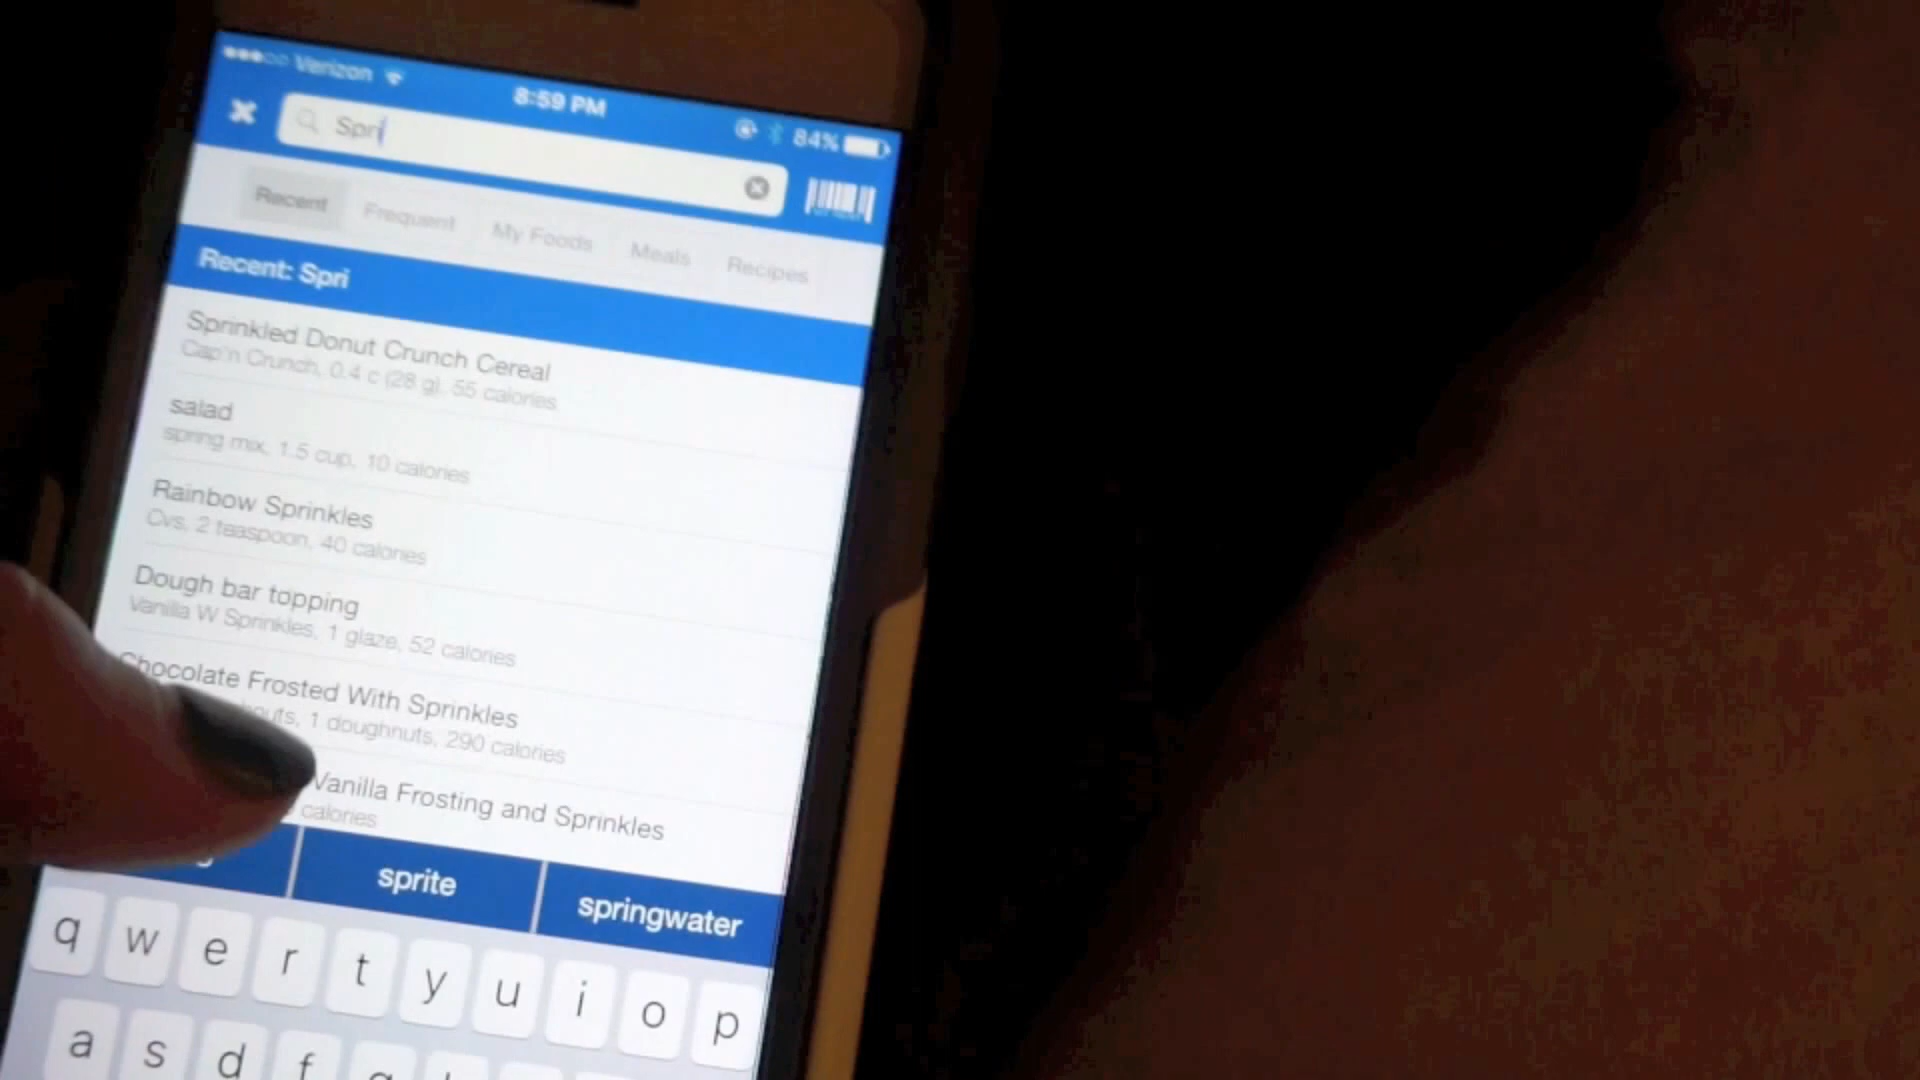 Verizon
8:59 PM
84%
Spri
Recent Frequent My Foods Meals Recipes
Recent: Spri
Sprinkled Donut Crunch Cereal
Cap'n Crunch, 0.4 c (28 g), 55 calories
salad
spring mix, 1.5 cup, 10 calories
Rainbow Sprinkles
Cvs, 2 teaspoon, 40 calories
Dough bar topping
Vanilla W Sprinkles, 1 glaze, 52 calories
Chocolate Frosted With Sprinkles
1 doughnuts, 290 calories
Vanilla Frosting and Sprinkles
calories
sprite springwater
q w e r t y u i o p
a s d f